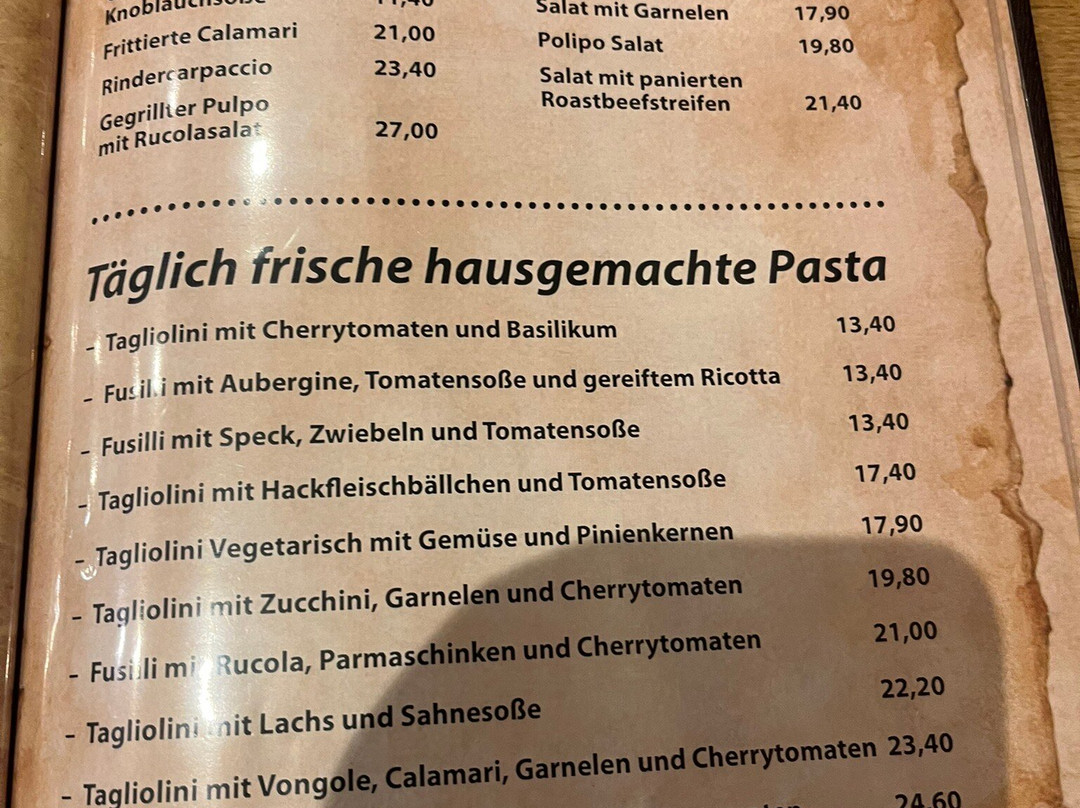 Knoblauchsoße 11,40
Frittierte Calamari 21,00
Rindercarpaccio 23,40
Gegrillter Pulpo
mit Rucolasalat 27,00
Salat mit Garnelen 17,90
Polipo Salat 19,80
Salat mit panierten
Roastbeefstreifen 21,40
Täglich frische hausgemachte Pasta
- Tagliolini mit Cherrytomaten und Basilikum 13,40
- Fusilli mit Aubergine, Tomatensoße und gereiftem Ricotta 13,40
- Fusilli mit Speck, Zwiebeln und Tomatensoße 13,40
- Tagliolini mit Hackfleischbällchen und Tomatensoße 17,40
- Tagliolini Vegetarisch mit Gemüse und Pinienkernen 17,90
- Tagliolini mit Zucchini, Garnelen und Cherrytomaten 19,80
- Fusilli mit Rucola, Parmaschinken und Cherrytomaten 21,00
- Tagliolini mit Lachs und Sahnesoße 22,20
- Tagliolini mit Vongole, Calamari, Garnelen und Cherrytomaten 23,40
24,60